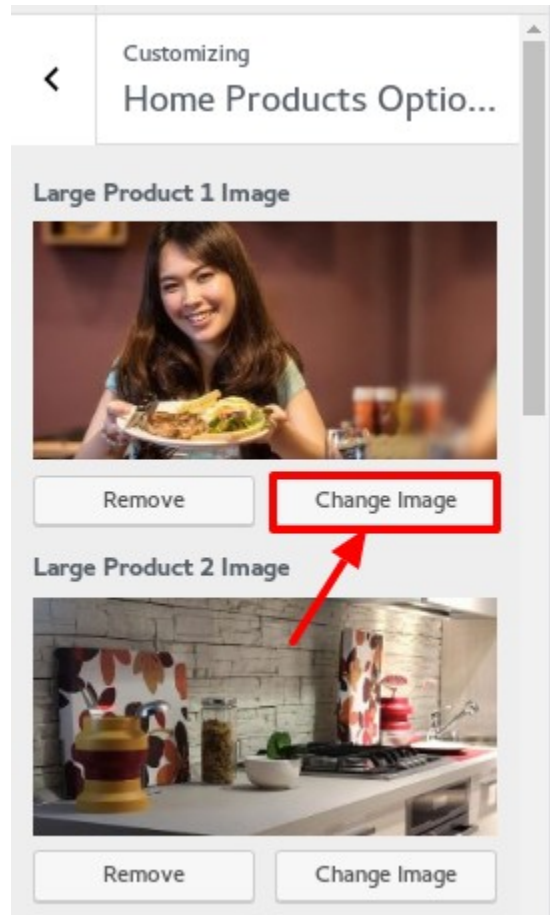 Customizing
Home Products Optio...
Large Product 1 Image
Remove
Change Image
Large Product 2 Image
Remove
Change Image